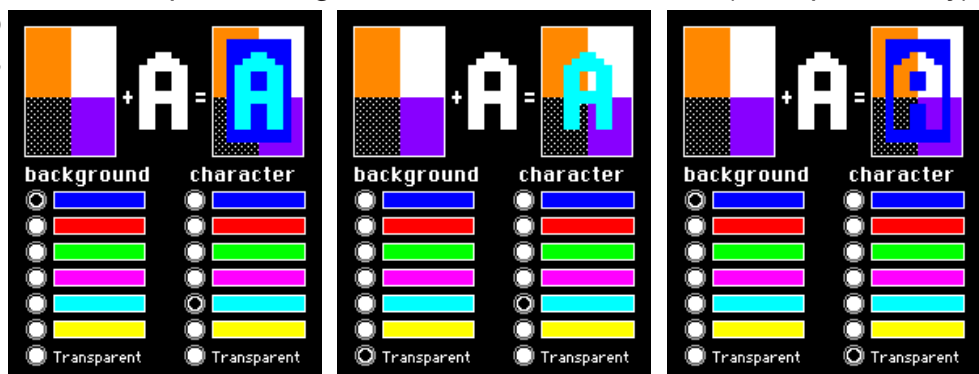 + A = A
background character
Transparent Transparent
+ A = A
background character
Transparent Transparent
+ A = A
background character
Transparent Transparent